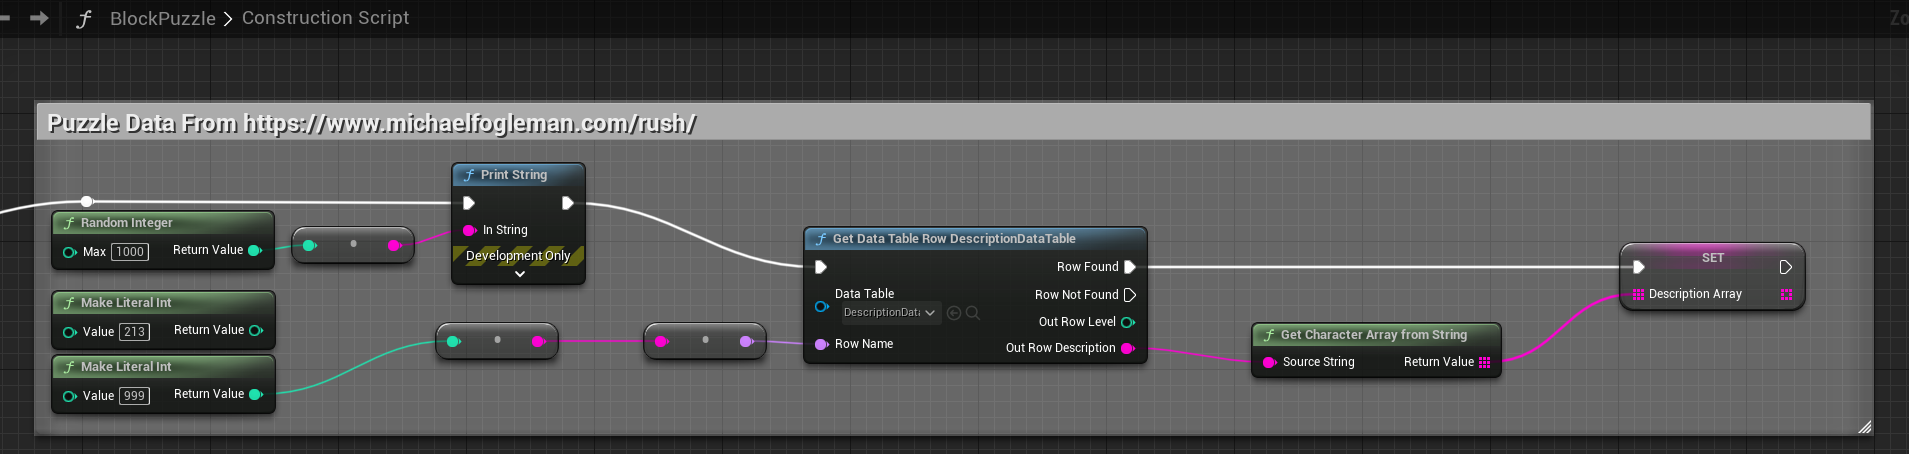 f BlockPuzzle > Construction Script
Zo
Puzzle Data From https://www.michaelfogleman.com/rush/
f Print String
In String
Development Only
f Random Integer
Max 1000 Return Value
f Make Literal Int
Value 213 Return Value
f Make Literal Int
Value 999 Return Value
f Get Data Table Row DescriptionDataTable
Row Found
Data Table
DescriptionData
Row Not Found
Out Row Level
Row Name
Out Row Description
f Get Character Array from String
Source String Return Value
SET
Description Array